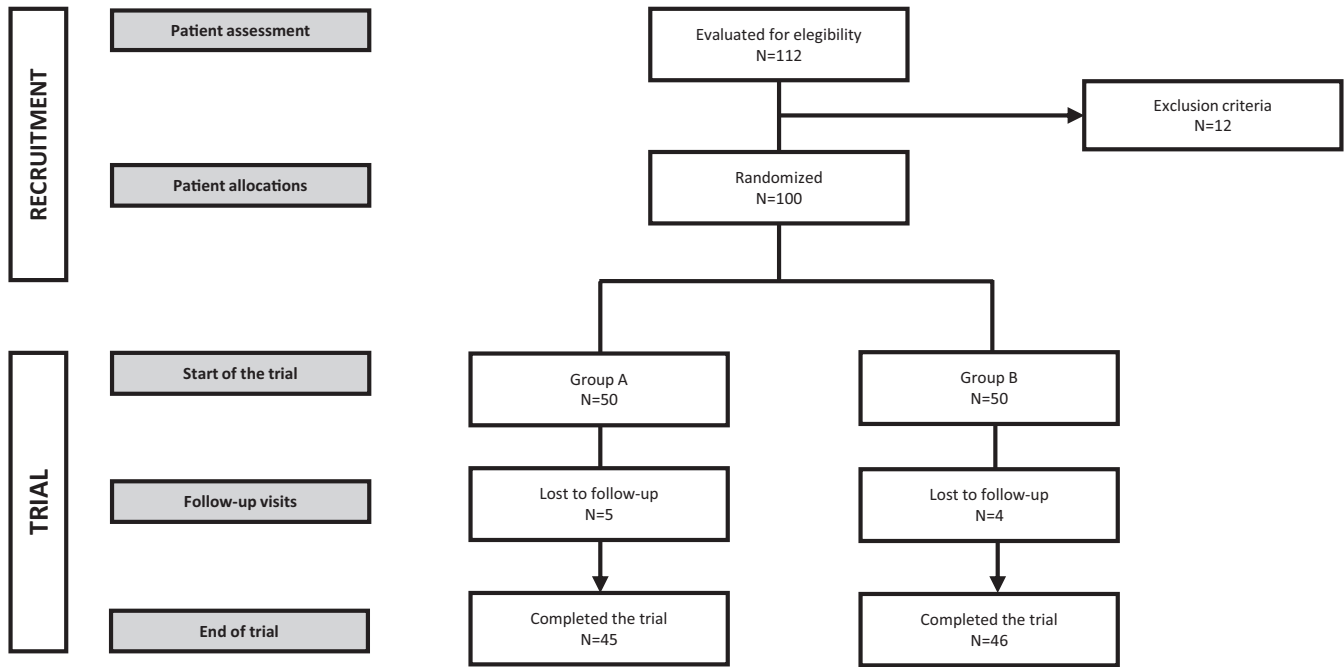 RECRUITMENT
Patient assessment
Evaluated for elegibility
N=112
Exclusion criteria
N=12
Patient allocations
Randomized
N=100
TRIAL
Start of the trial
Group A
N=50
Group B
N=50
Follow-up visits
Lost to follow-up
N=5
Lost to follow-up
N=4
End of trial
Completed the trial
N=45
Completed the trial
N=46